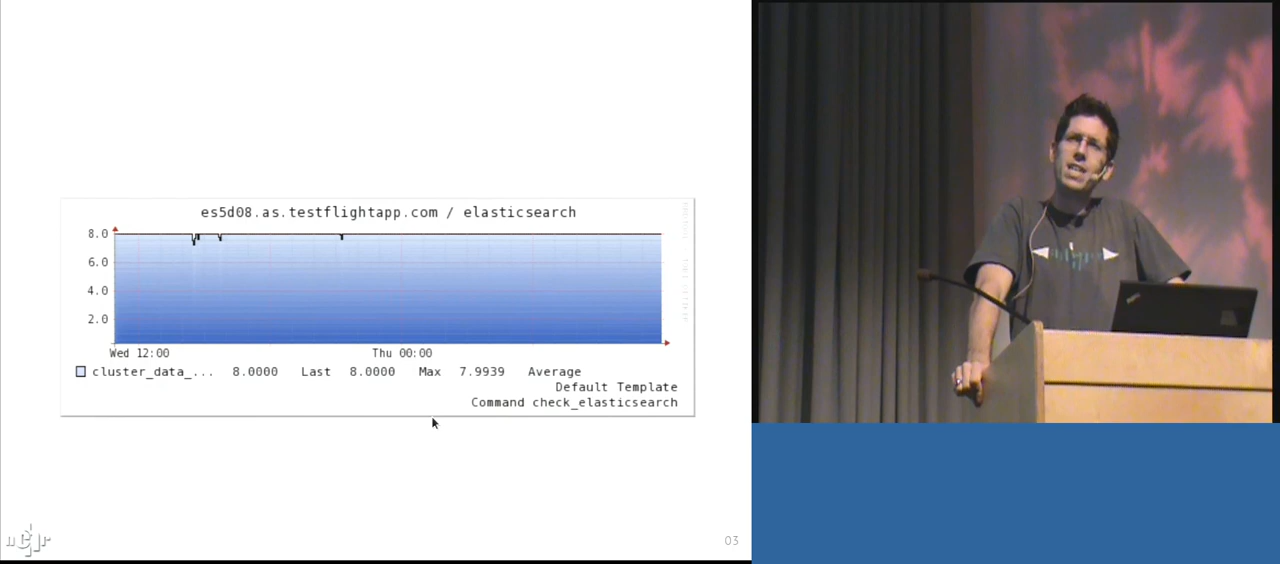 es5d08.as.testflightapp.com / elasticsearch
8.0
6.0
4.0
2.0
Wed 12:00 Thu 00:00
cluster_data_... 8.0000 Last 8.0000 Max 7.9939 Average
Default Template
Command check_elasticsearch
03